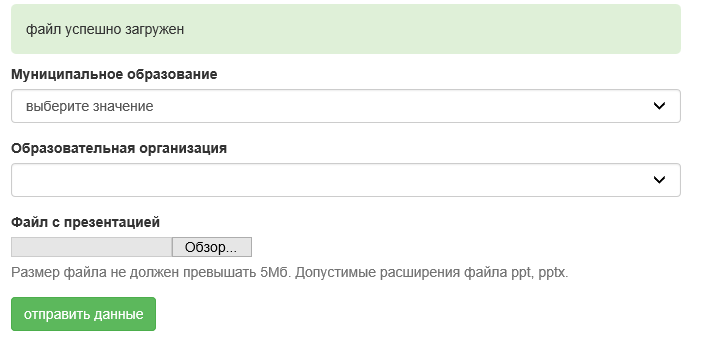 файл успешно загружен
Муниципальное образование
выберите значение
Образовательная организация
Файл с презентацией
Обзор...
Размер файла не должен превышать 5Мб. Допустимые расширения файла ppt, pptx.
отправить данные